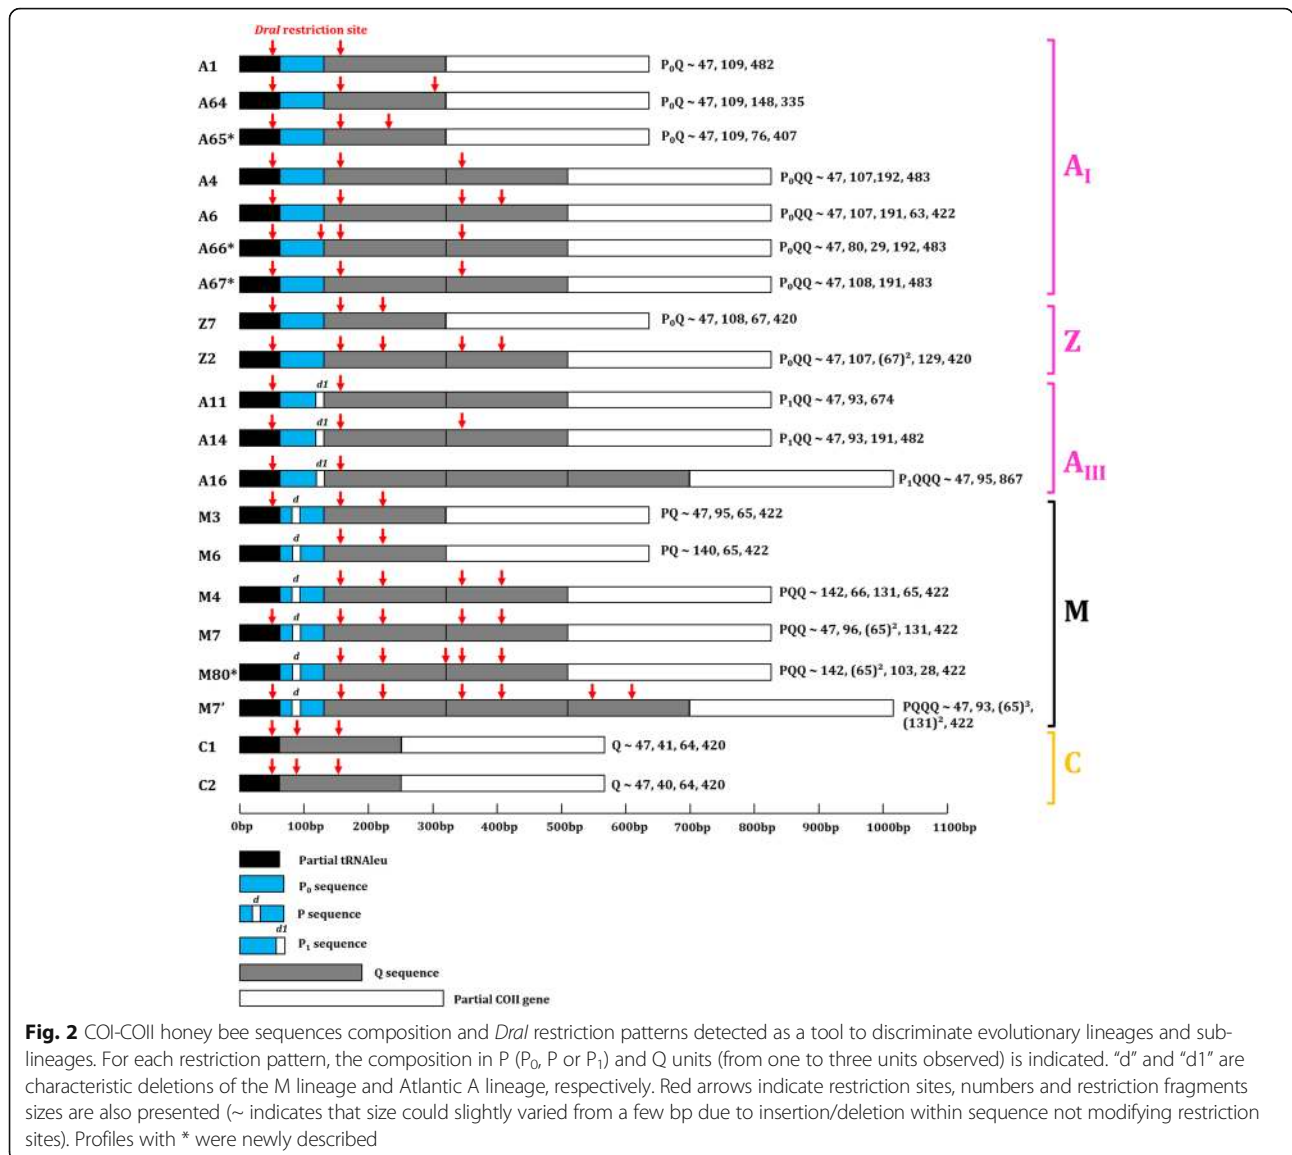 DraI restriction site
A1 P₀Q ~ 47, 109, 482
A64 P₀Q ~ 47, 109, 148, 335
A65* P₀Q ~ 47, 109, 76, 407
A4 P₀QQ ~ 47, 107,192, 483
A6 P₀QQ ~ 47, 107, 191, 63, 422
A66* P₀QQ ~ 47, 80, 29, 192, 483
A67* P₀QQ ~ 47, 108, 191, 483
A_I
Z7 P₀Q ~ 47, 108, 67, 420
Z2 P₀QQ ~ 47, 107, (67)², 129, 420
Z
d1
A11 P₁QQ ~ 47, 93, 674
d1
A14 P₁QQ ~ 47, 93, 191, 482
d1
A16 P₁QQQ ~ 47, 95, 867
A_III
d
M3 PQ ~ 47, 95, 65, 422
d
M6 PQ ~ 140, 65, 422
d
M4 PQQ ~ 142, 66, 131, 65, 422
d
M7 PQQ ~ 47, 96, (65)², 131, 422
d
M80* PQQ ~ 142, (65)², 103, 28, 422
d
M7' PQQQ ~ 47, 93, (65)³,
(131)², 422
M
C1 Q ~ 47, 41, 64, 420
C2 Q ~ 47, 40, 64, 420
C
0bp 100bp 200bp 300bp 400bp 500bp 600bp 700bp 800bp 900bp 1000bp 1100bp
Partial tRNAleu
P₀ sequence
d
P sequence
d1
P₁ sequence
Q sequence
Partial COII gene
Fig. 2 COI-COII honey bee sequences composition and DraI restriction patterns detected as a tool to discriminate evolutionary lineages and sub-
lineages. For each restriction pattern, the composition in P (P₀, P or P₁) and Q units (from one to three units observed) is indicated. “d” and “d1” are
characteristic deletions of the M lineage and Atlantic A lineage, respectively. Red arrows indicate restriction sites, numbers and restriction fragments
sizes are also presented (~ indicates that size could slightly varied from a few bp due to insertion/deletion within sequence not modifying restriction
sites). Profiles with * were newly described